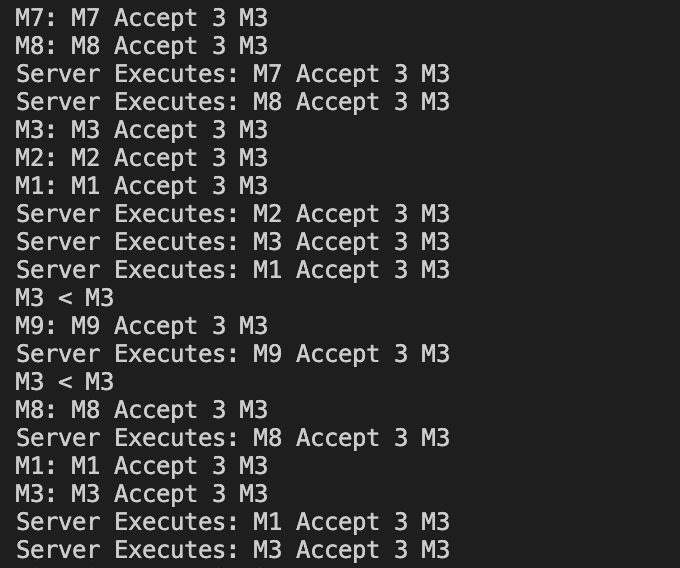 M7: M7 Accept 3 M3
M8: M8 Accept 3 M3
Server Executes: M7 Accept 3 M3
Server Executes: M8 Accept 3 M3
M3: M3 Accept 3 M3
M2: M2 Accept 3 M3
M1: M1 Accept 3 M3
Server Executes: M2 Accept 3 M3
Server Executes: M3 Accept 3 M3
Server Executes: M1 Accept 3 M3
M3 < M3
M9: M9 Accept 3 M3
Server Executes: M9 Accept 3 M3
M3 < M3
M8: M8 Accept 3 M3
Server Executes: M8 Accept 3 M3
M1: M1 Accept 3 M3
M3: M3 Accept 3 M3
Server Executes: M1 Accept 3 M3
Server Executes: M3 Accept 3 M3